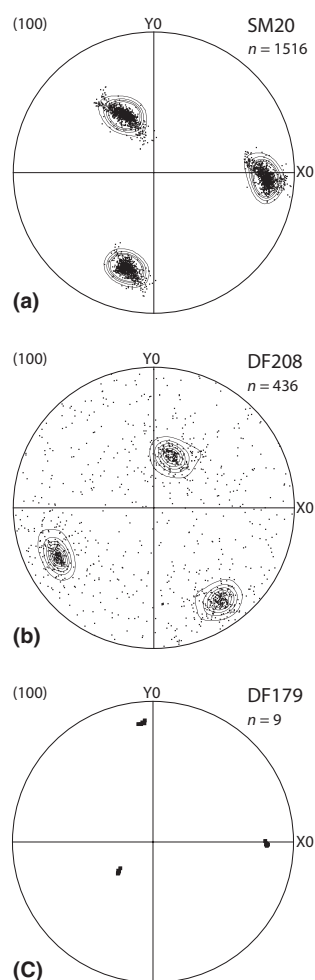 (100)
Y0
SM20
n = 1516
X0
(a)
(100)
Y0
DF208
n = 436
X0
(b)
(100)
Y0
DF179
n = 9
X0
(C)